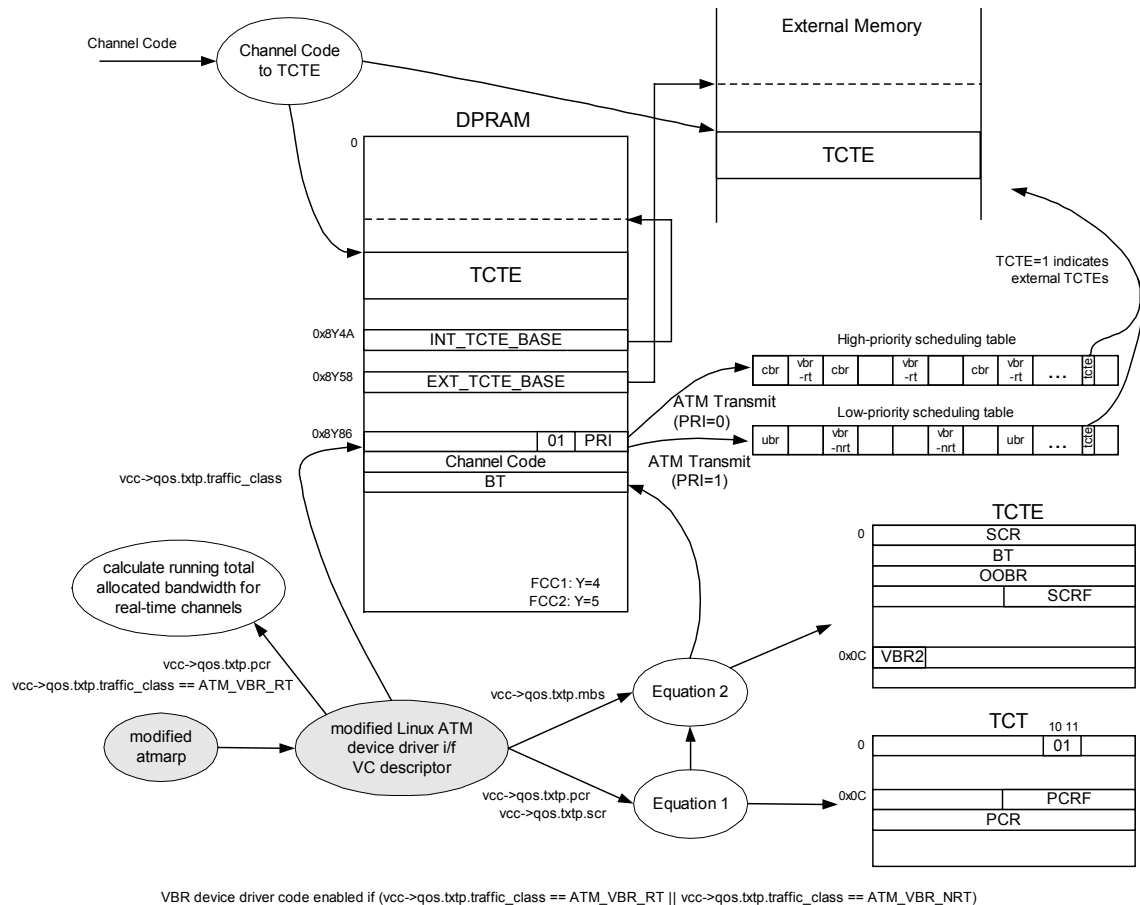 External Memory
Channel Code
Channel Code
to TCTE
DPRAM
0
TCTE
TCTE
TCTE=1 indicates
external TCTEs
0x8Y4A
INT_TCTE_BASE
High-priority scheduling table
0x8Y58
EXT_TCTE_BASE
cbr
vbr
-rt
cbr
vbr
-rt
cbr
vbr
-rt
...
tcte
ATM Transmit
(PRI=0)
Low-priority scheduling table
0x8Y86
01
PRI
ubr
vbr
-nrt
vbr
-nrt
ubr
...
tcte
Channel Code
ATM Transmit
(PRI=1)
BT
vcc->qos.txtp.traffic_class
TCTE
0
SCR
BT
OOBR
SCRF
0x0C
VBR2
calculate running total
allocated bandwidth for
real-time channels
FCC1: Y=4
FCC2: Y=5
vcc->qos.txtp.pcr
vcc->qos.txtp.traffic_class == ATM_VBR_RT
vcc->qos.txtp.mbs
Equation 2
modified
atmarp
modified Linux ATM
device driver i/f
VC descriptor
TCT
10 11
0
01
0x0C
PCRF
PCR
vcc->qos.txtp.pcr
vcc->qos.txtp.scr
Equation 1
VBR device driver code enabled if (vcc->qos.txtp.traffic_class == ATM_VBR_RT || vcc->qos.txtp.traffic_class == ATM_VBR_NRT)